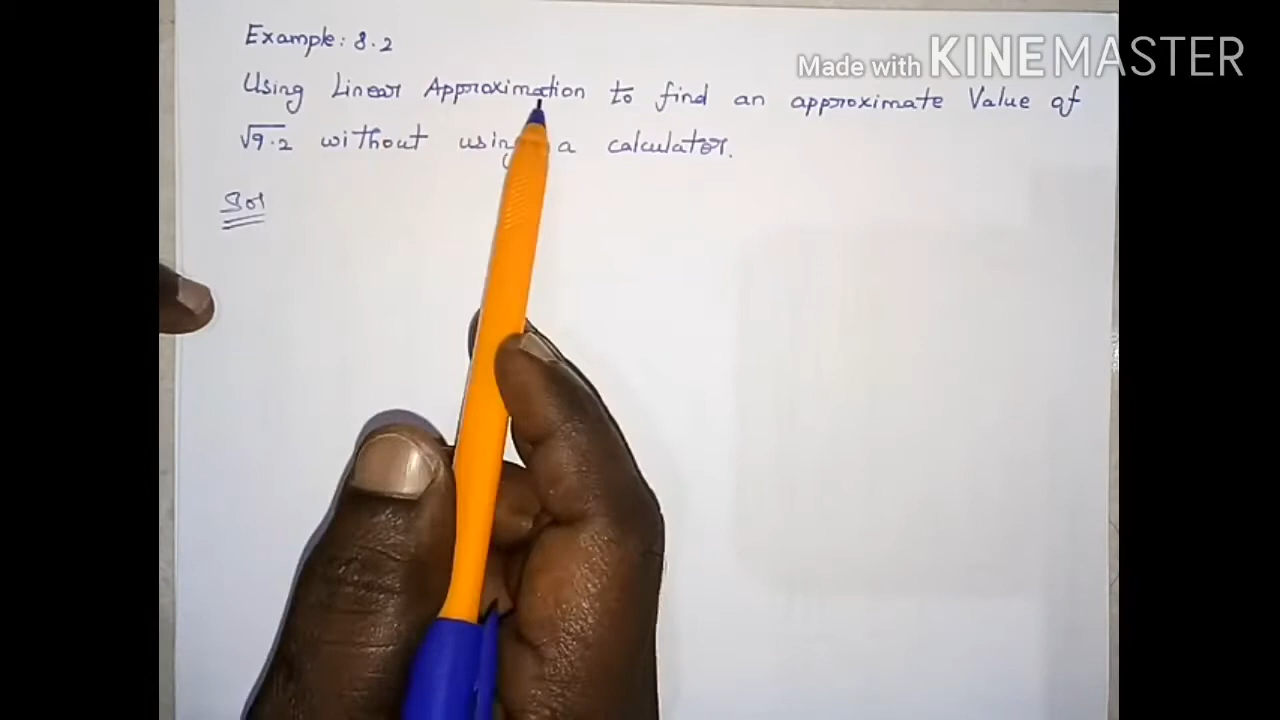 Example: 8.2
Made with KINEMASTER
Using Linear Approximation to find an approximate Value of
√9.2 without using a calculator.
Sol